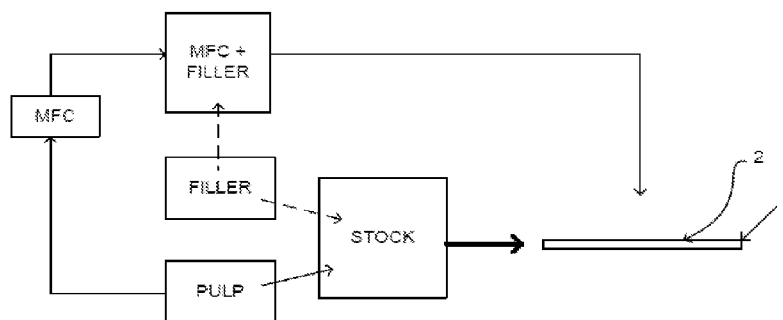 MFC +
FILLER
MFC
FILLER
STOCK
PULP
2